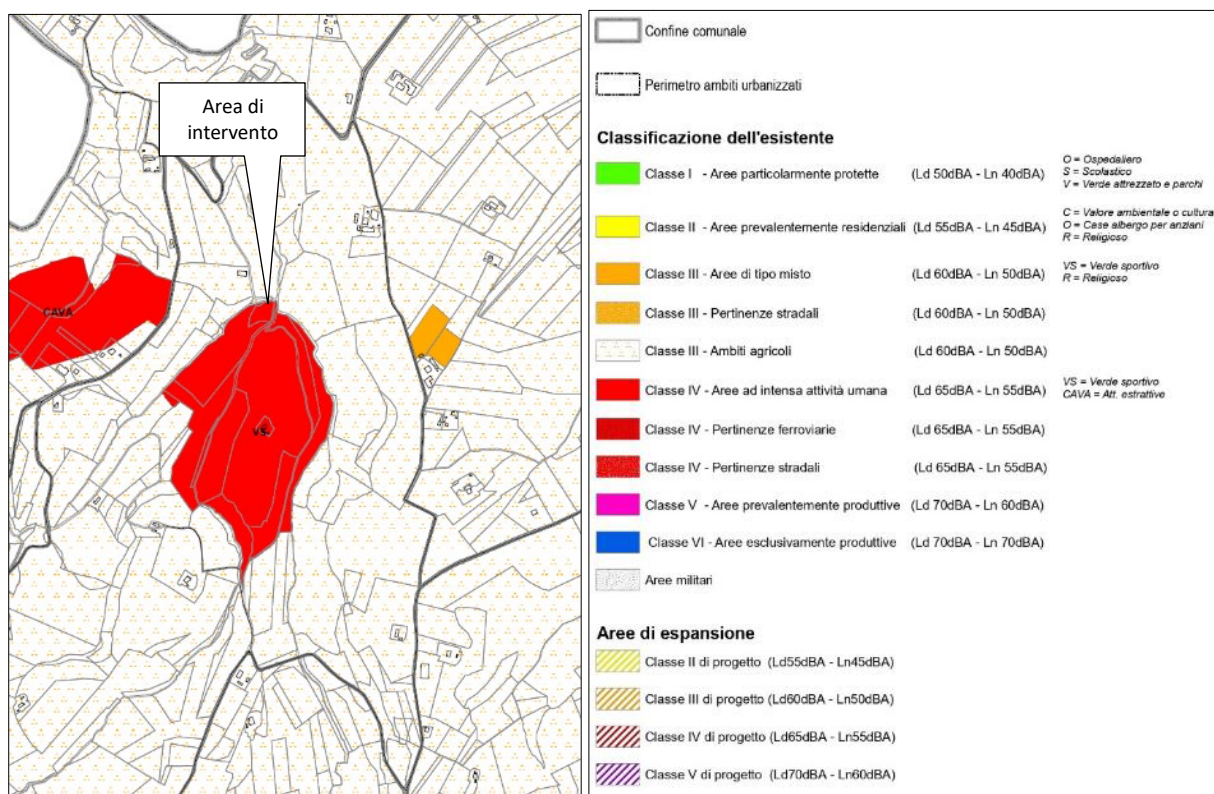 Area di
intervento
CAVA
VS
Confine comunale
Perimetro ambiti urbanizzati
Classificazione dell'esistente
Classe I - Aree particolarmente protette (Ld 50dBA - Ln 40dBA)
O = Ospedaliero
S = Scolastico
V = Verde attrezzato e parchi
Classe II - Aree prevalentemente residenziali (Ld 55dBA - Ln 45dBA)
C = Valore ambientale o cultura
O = Case albergo per anziani
R = Religioso
Classe III - Aree di tipo misto (Ld 60dBA - Ln 50dBA)
VS = Verde sportivo
R = Religioso
Classe III - Pertinenze stradali (Ld 60dBA - Ln 50dBA)
Classe III - Ambiti agricoli (Ld 60dBA - Ln 50dBA)
Classe IV - Aree ad intensa attività umana (Ld 65dBA - Ln 55dBA)
VS = Verde sportivo
CAVA = Att. estrattive
Classe IV - Pertinenze ferroviarie (Ld 65dBA - Ln 55dBA)
Classe IV - Pertinenze stradali (Ld 65dBA - Ln 55dBA)
Classe V - Aree prevalentemente produttive (Ld 70dBA - Ln 60dBA)
Classe VI - Aree esclusivamente produttive (Ld 70dBA - Ln 70dBA)
Aree militari
Aree di espansione
Classe II di progetto (Ld55dBA - Ln45dBA)
Classe III di progetto (Ld60dBA - Ln50dBA)
Classe IV di progetto (Ld65dBA - Ln55dBA)
Classe V di progetto (Ld70dBA - Ln60dBA)